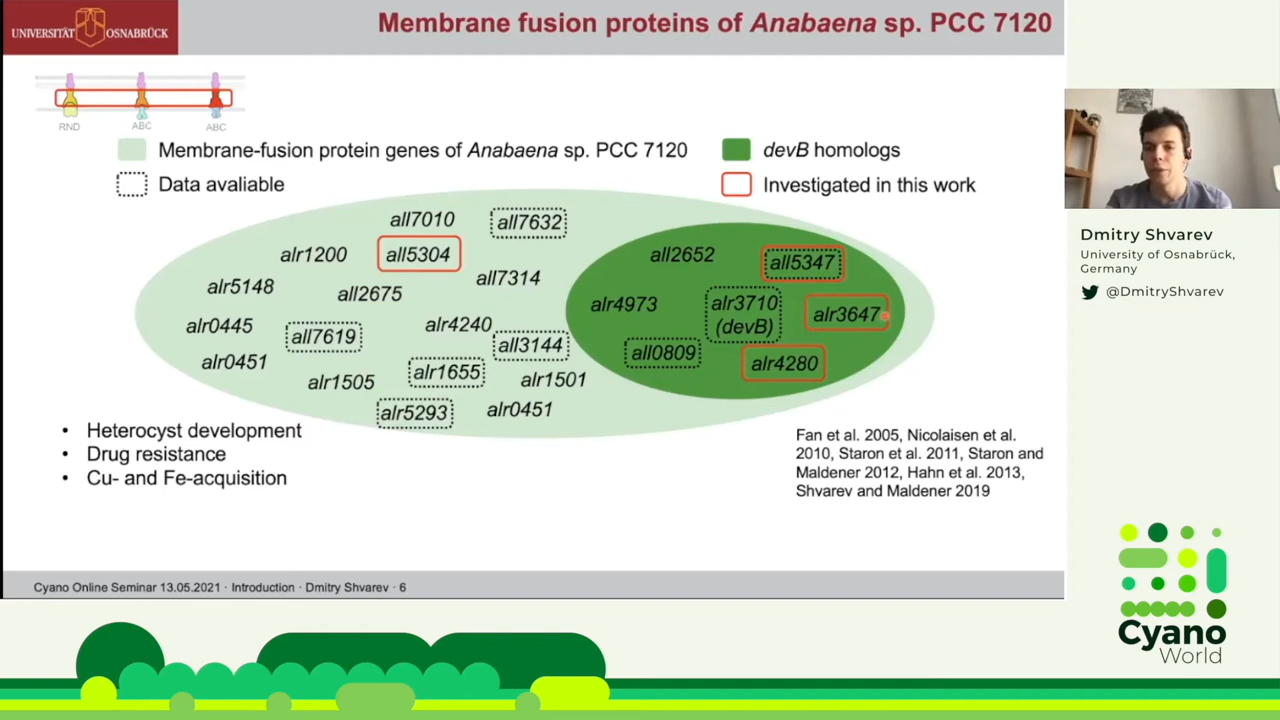 UNIVERSITÄT OSNABRÜCK
Membrane fusion proteins of Anabaena sp. PCC 7120
RND ABC ABC
Membrane-fusion protein genes of Anabaena sp. PCC 7120
devB homologs
Data avaliable
Investigated in this work
all7010
all7632
alr1200
all5304
all7314
alr5148
all2675
alr0445
all7619
alr4240
all3144
alr0451
alr1505
alr1655
alr1501
alr5293
alr0451
all2652
all5347
alr4973
alr3710
(devB)
alr3647
all0809
alr4280
• Heterocyst development
• Drug resistance
• Cu- and Fe-acquisition
Fan et al. 2005, Nicolaisen et al.
2010, Staron et al. 2011, Staron and
Maldener 2012, Hahn et al. 2013,
Shvarev and Maldener 2019
Cyano Online Seminar 13.05.2021 · Introduction · Dmitry Shvarev · 6
Dmitry Shvarev
University of Osnabrück,
Germany
@DmitryShvarev
Cyano
World